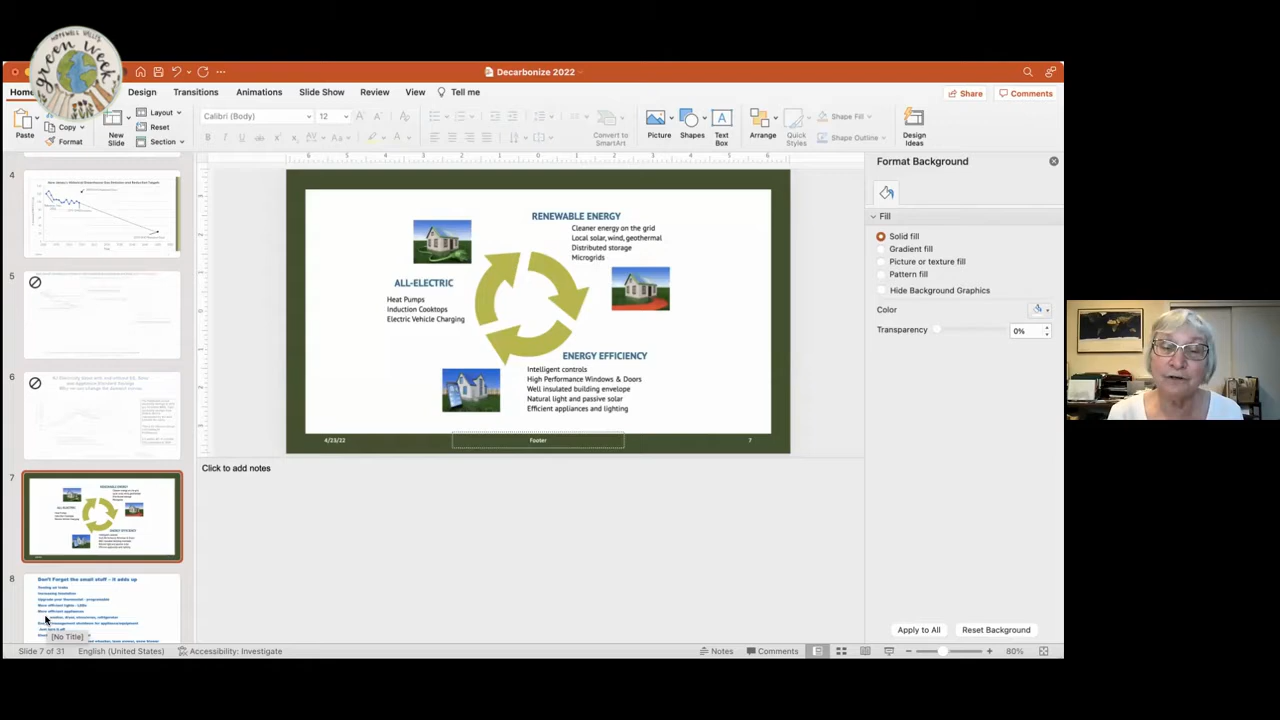 HOPEWELL VALLEY
green week
Decarbonize 2022
Home
Design
Transitions
Animations
Slide Show
Review
View
Tell me
Share
Comments
Paste
Copy
Format
New
Slide
Layout
Reset
Section
Calibri (Body)
12
Convert to
SmartArt
Picture
Shapes
Text
Box
Arrange
Quick
Styles
Shape Fill
Shape Outline
Design
Ideas
4
5
6
7
8
Don't Forget the small stuff – it adds up
[No Title]
RENEWABLE ENERGY
Cleaner energy on the grid
Local solar, wind, geothermal
Distributed storage
Microgrids
ALL-ELECTRIC
Heat Pumps
Induction Cooktops
Electric Vehicle Charging
ENERGY EFFICIENCY
Intelligent controls
High Performance Windows & Doors
Well insulated building envelope
Natural light and passive solar
Efficient appliances and lighting
4/23/22
Footer
7
Click to add notes
Format Background
Fill
Solid fill
Gradient fill
Picture or texture fill
Pattern fill
Hide Background Graphics
Color
Transparency
0%
Apply to All
Reset Background
Slide 7 of 31
English (United States)
Accessibility: Investigate
Notes
Comments
80%